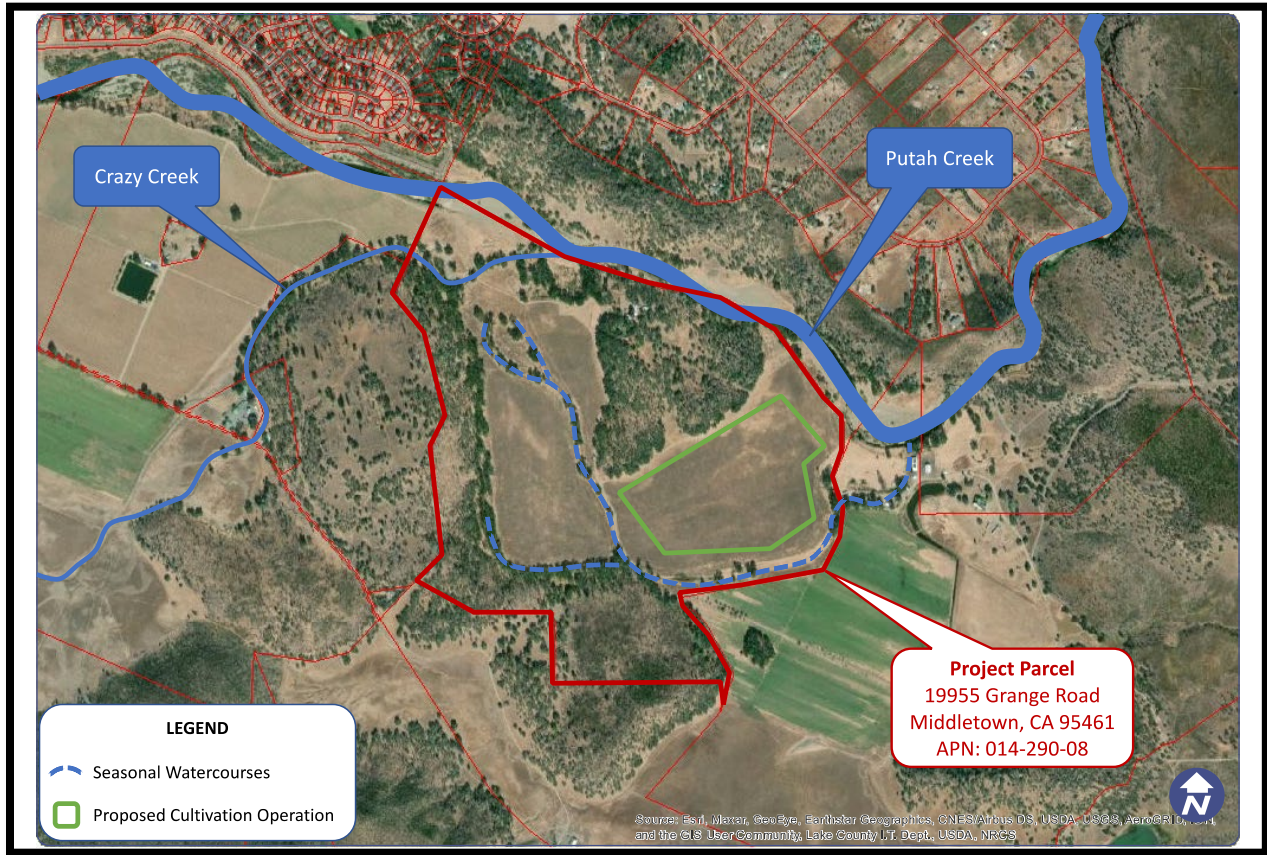 Crazy Creek
Putah Creek
Project Parcel
19955 Grange Road
Middletown, CA 95461
APN: 014-290-08
LEGEND
Seasonal Watercourses
Proposed Cultivation Operation
N
Source: Esri, Maxar, GeoEye, Earthstar Geographics, CNES/Airbus DS, USDA, USGS, AeroGRID,
and the GIS User Community, Lake County I.T. Dept., USDA, NRCS